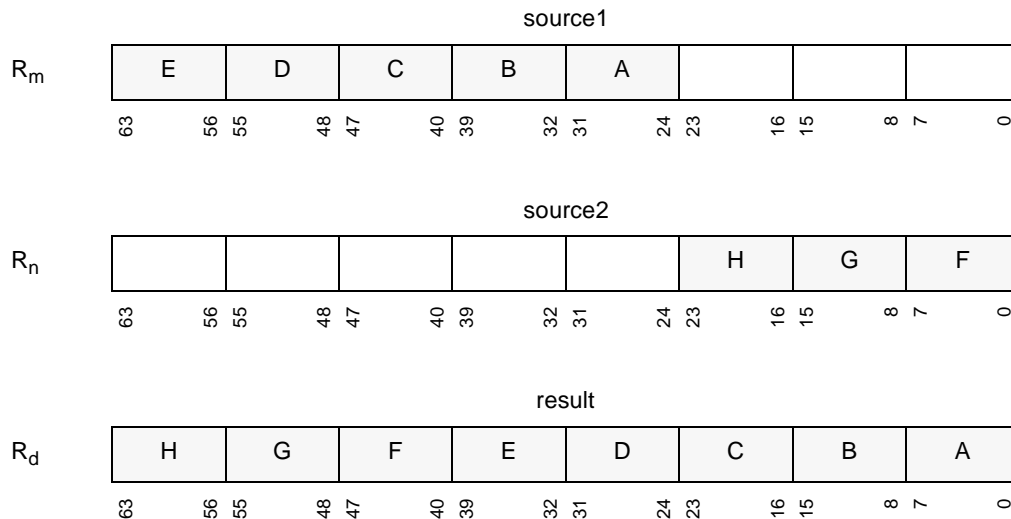 source1
Rm E D C B A
63 56 55 48 47 40 39 32 31 24 23 16 15 8 7 0
source2
Rn H G F
63 56 55 48 47 40 39 32 31 24 23 16 15 8 7 0
result
Rd H G F E D C B A
63 56 55 48 47 40 39 32 31 24 23 16 15 8 7 0